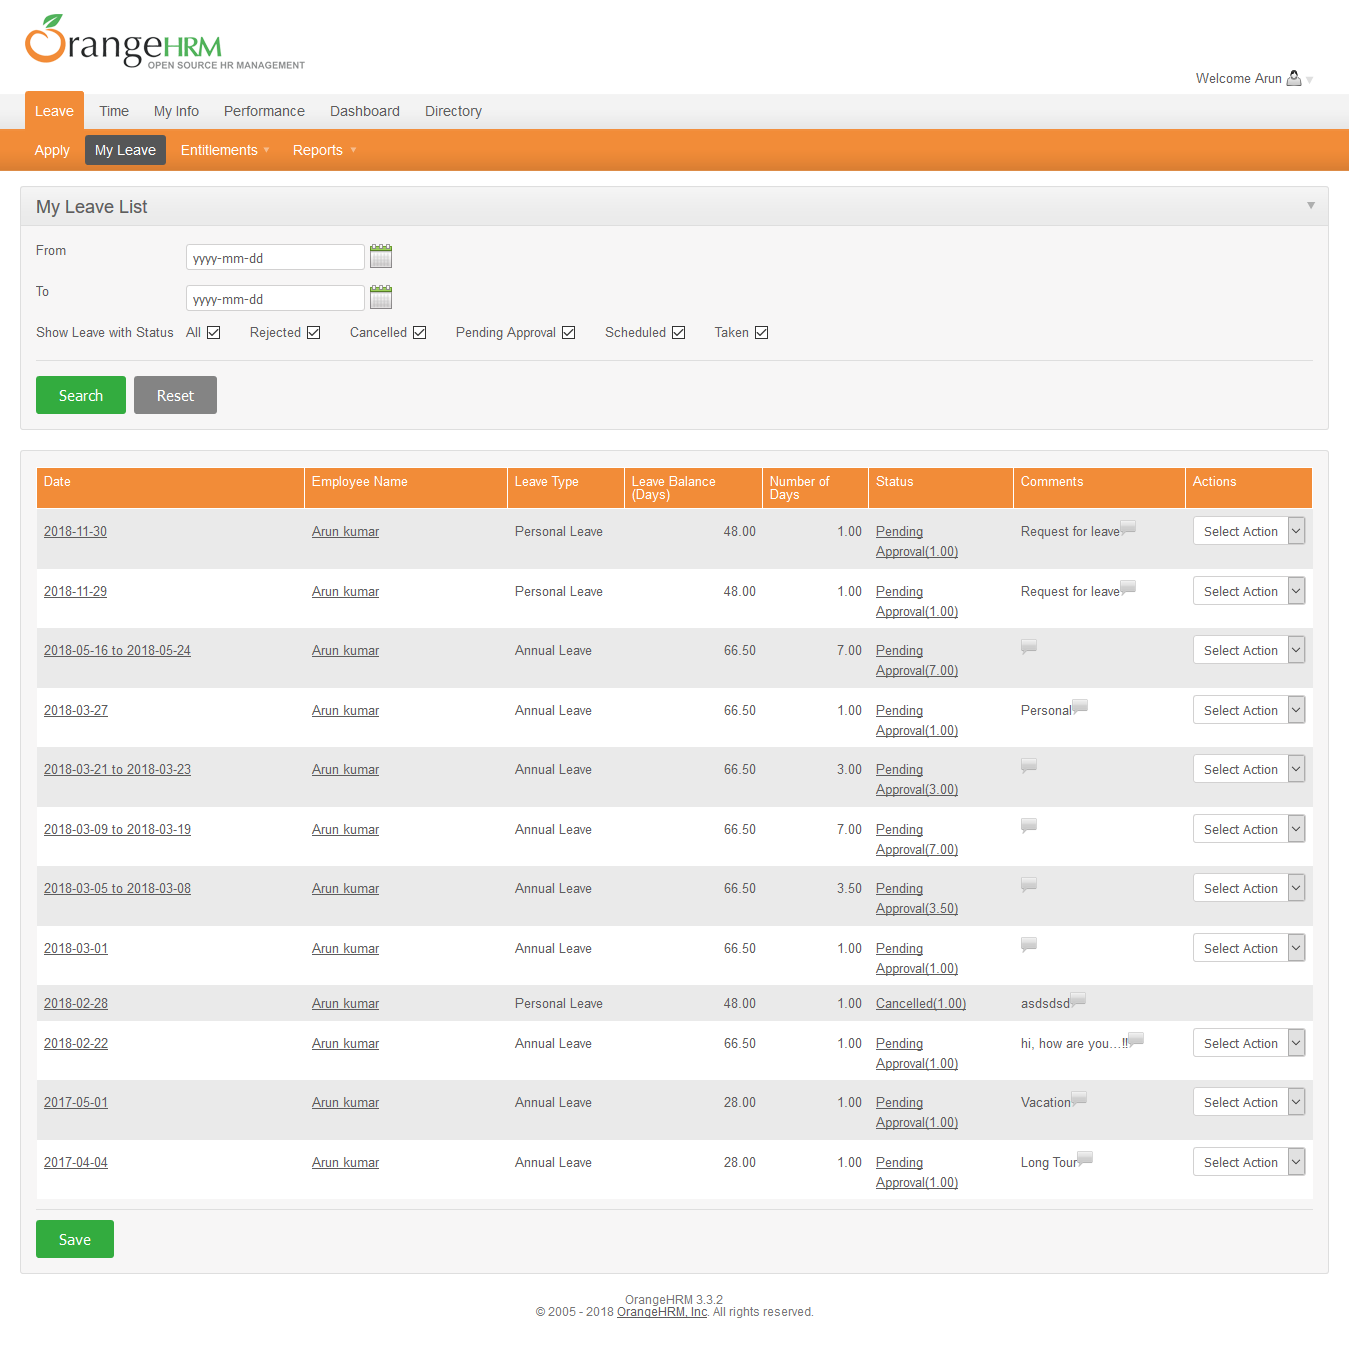 OrangeHRM
OPEN SOURCE HR MANAGEMENT
Welcome Arun
Leave Time My Info Performance Dashboard Directory
Apply My Leave Entitlements Reports
My Leave List
From yyyy-mm-dd
To yyyy-mm-dd
Show Leave with Status All Rejected Cancelled Pending Approval Scheduled Taken
Search Reset
Date Employee Name Leave Type Leave Balance (Days) Number of Days Status Comments Actions
2018-11-30 Arun kumar Personal Leave 48.00 1.00 Pending Approval(1.00) Request for leave Select Action
2018-11-29 Arun kumar Personal Leave 48.00 1.00 Pending Approval(1.00) Request for leave Select Action
2018-05-16 to 2018-05-24 Arun kumar Annual Leave 66.50 7.00 Pending Approval(7.00) Select Action
2018-03-27 Arun kumar Annual Leave 66.50 1.00 Pending Approval(1.00) Personal Select Action
2018-03-21 to 2018-03-23 Arun kumar Annual Leave 66.50 3.00 Pending Approval(3.00) Select Action
2018-03-09 to 2018-03-19 Arun kumar Annual Leave 66.50 7.00 Pending Approval(7.00) Select Action
2018-03-05 to 2018-03-08 Arun kumar Annual Leave 66.50 3.50 Pending Approval(3.50) Select Action
2018-03-01 Arun kumar Annual Leave 66.50 1.00 Pending Approval(1.00) Select Action
2018-02-28 Arun kumar Personal Leave 48.00 1.00 Cancelled(1.00) asdsdsd
2018-02-22 Arun kumar Annual Leave 66.50 1.00 Pending Approval(1.00) hi, how are you...!! Select Action
2017-05-01 Arun kumar Annual Leave 28.00 1.00 Pending Approval(1.00) Vacation Select Action
2017-04-04 Arun kumar Annual Leave 28.00 1.00 Pending Approval(1.00) Long Tour Select Action
Save
OrangeHRM 3.3.2
© 2005 - 2018 OrangeHRM, Inc. All rights reserved.